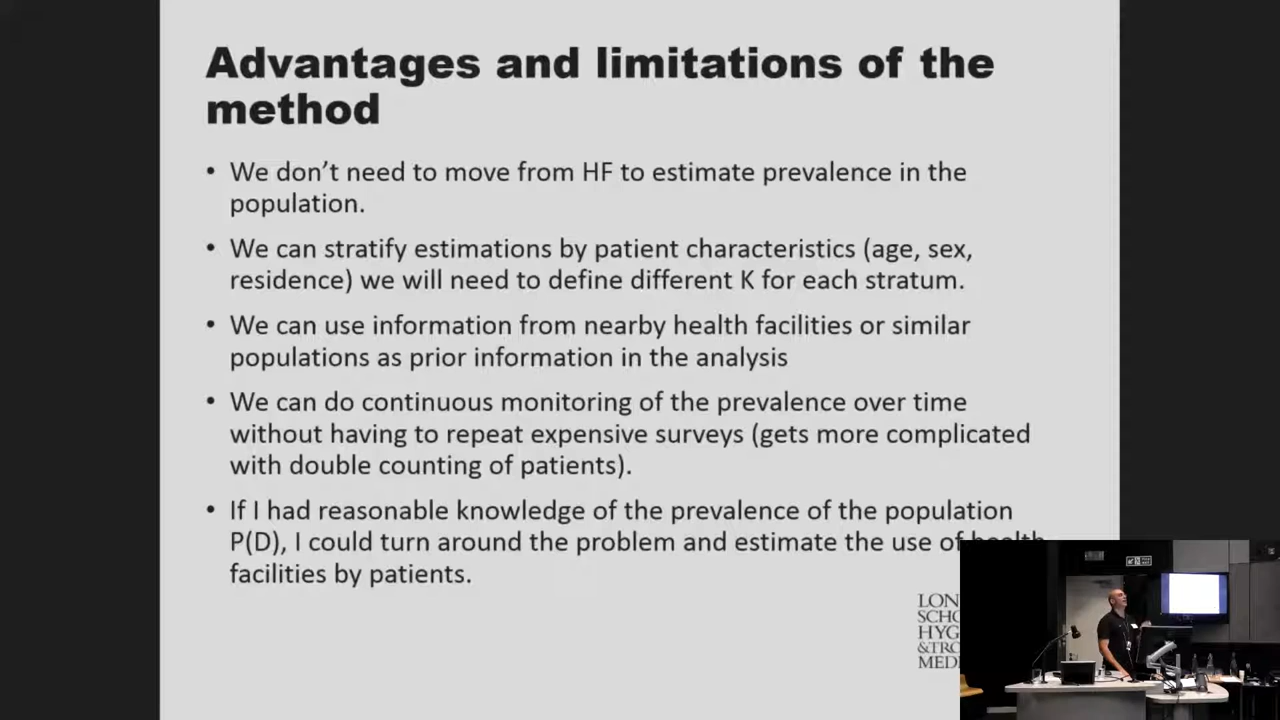 Advantages and limitations of the
method
• We don’t need to move from HF to estimate prevalence in the
population.
• We can stratify estimations by patient characteristics (age, sex,
residence) we will need to define different K for each stratum.
• We can use information from nearby health facilities or similar
populations as prior information in the analysis
• We can do continuous monitoring of the prevalence over time
without having to repeat expensive surveys (gets more complicated
with double counting of patients).
• If I had reasonable knowledge of the prevalence of the population
P(D), I could turn around the problem and estimate the use of health
facilities by patients.
LON
SCHO
HYG
&TRO
MED